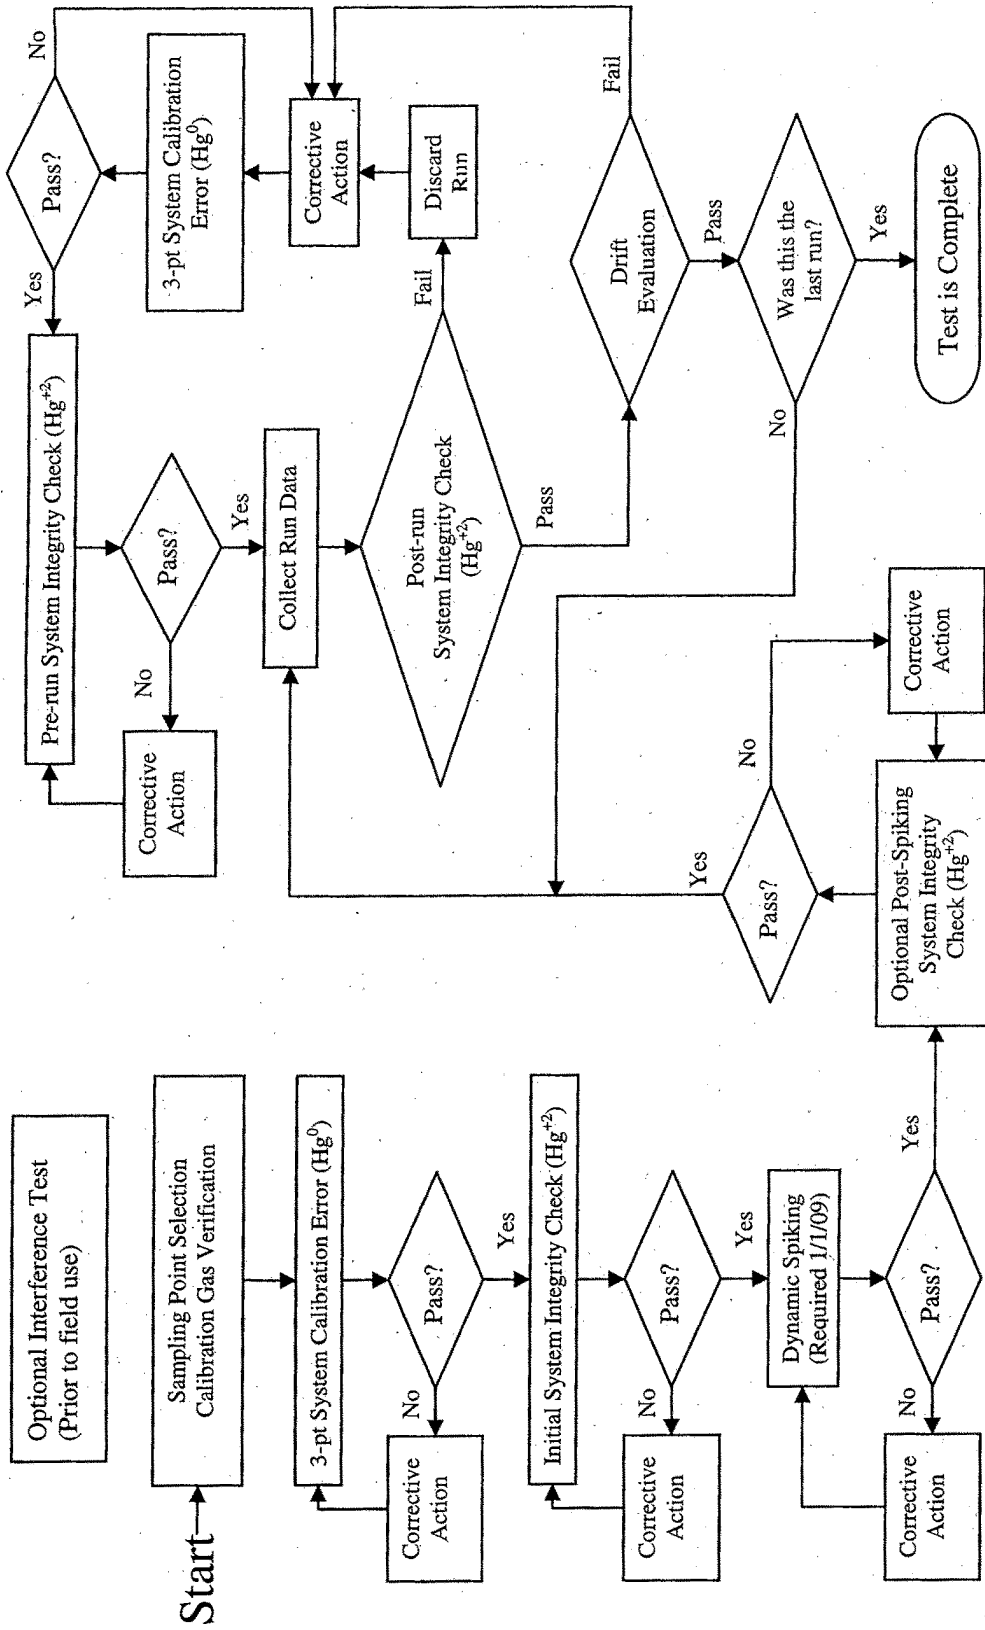 Optional Interference Test
(Prior to field use)
Start
Sampling Point Selection
Calibration Gas Verification
3-pt System Calibration Error (Hg⁰)
Pass?
No
Corrective
Action
Yes
Initial System Integrity Check (Hg⁺²)
Pass?
No
Corrective
Action
Yes
Dynamic Spiking
(Required 1/1/09)
Pass?
No
Corrective
Action
Yes
Optional Post-Spiking
System Integrity
Check (Hg⁺²)
Pass?
No
Corrective
Action
Yes
Pre-run System Integrity Check (Hg⁺²)
Pass?
No
Corrective
Action
Yes
Collect Run Data
Post-run
System Integrity Check
(Hg⁺²)
Pass
Fail
Discard
Run
Corrective
Action
3-pt System Calibration
Error (Hg⁰)
Pass?
Yes
No
Drift
Evaluation
Fail
Pass
Was this the
last run?
No
Yes
Test is Complete